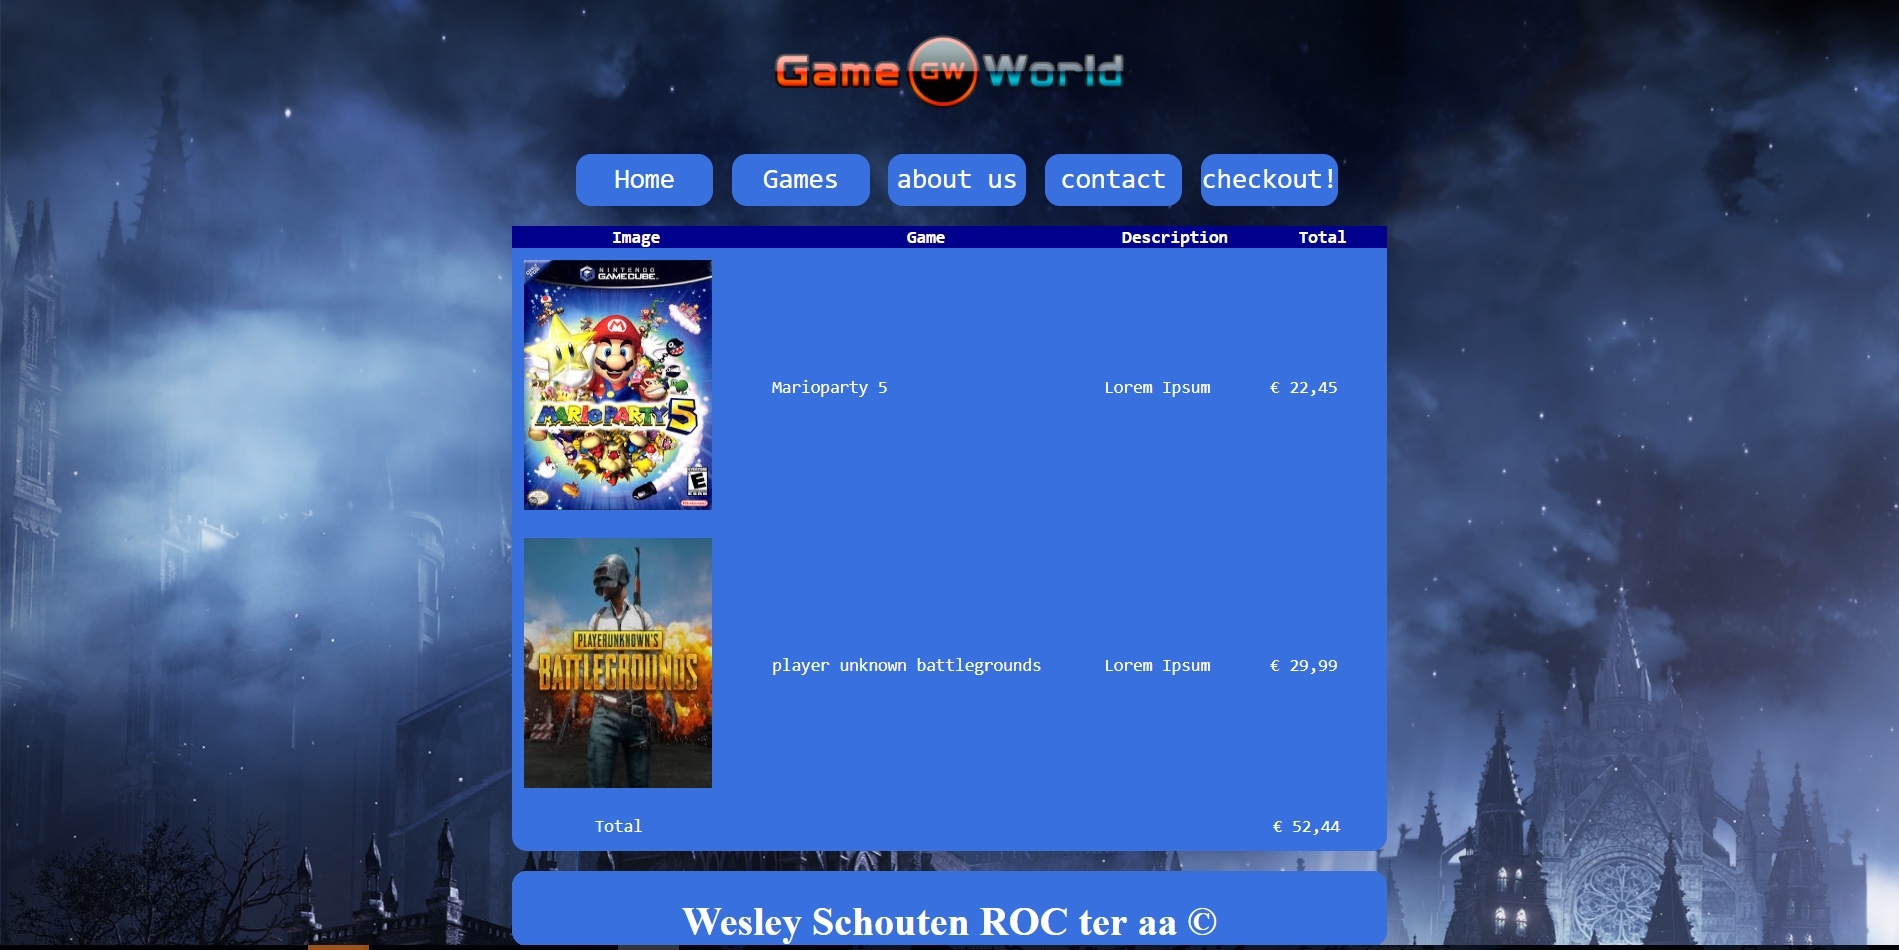 Game GW World
Home Games about us contact checkout!
Image Game Description Total
NINTENDO
GAMECUBE
MARIO PARTY 5
E
Marioparty 5 Lorem Ipsum € 22,45
PLAYERUNKNOWN'S
BATTLEGROUNDS
player unknown battlegrounds Lorem Ipsum € 29,99
Total € 52,44
Wesley Schouten ROC ter aa ©